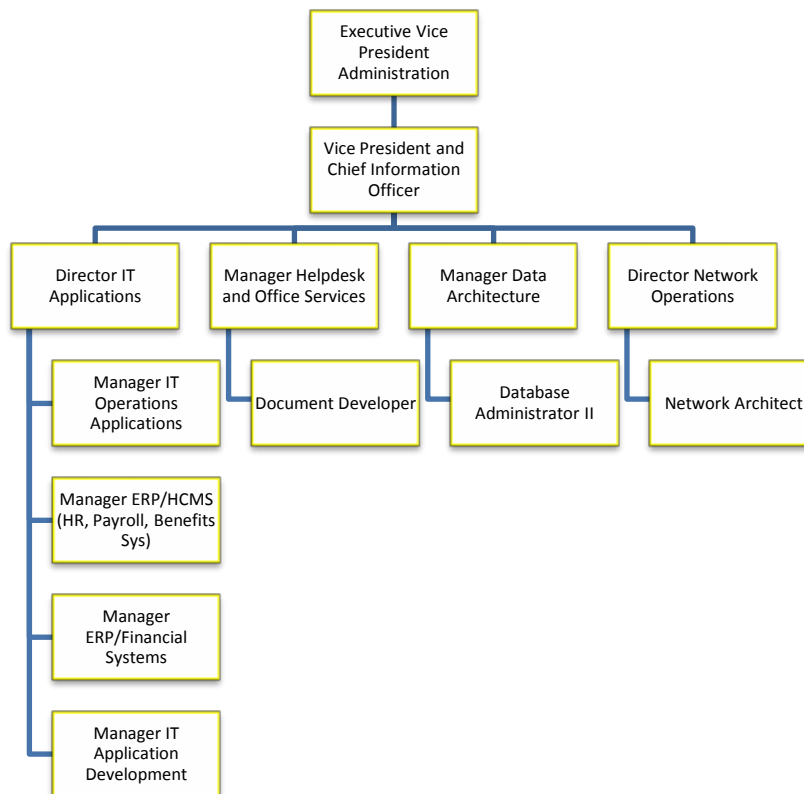 Executive Vice
President
Administration
Vice President and
Chief Information
Officer
Director IT
Applications
Manager Helpdesk
and Office Services
Manager Data
Architecture
Director Network
Operations
Manager IT
Operations
Applications
Document Developer
Database
Administrator II
Network Architect
Manager ERP/HCMS
(HR, Payroll, Benefits
Sys)
Manager
ERP/Financial
Systems
Manager IT
Application
Development